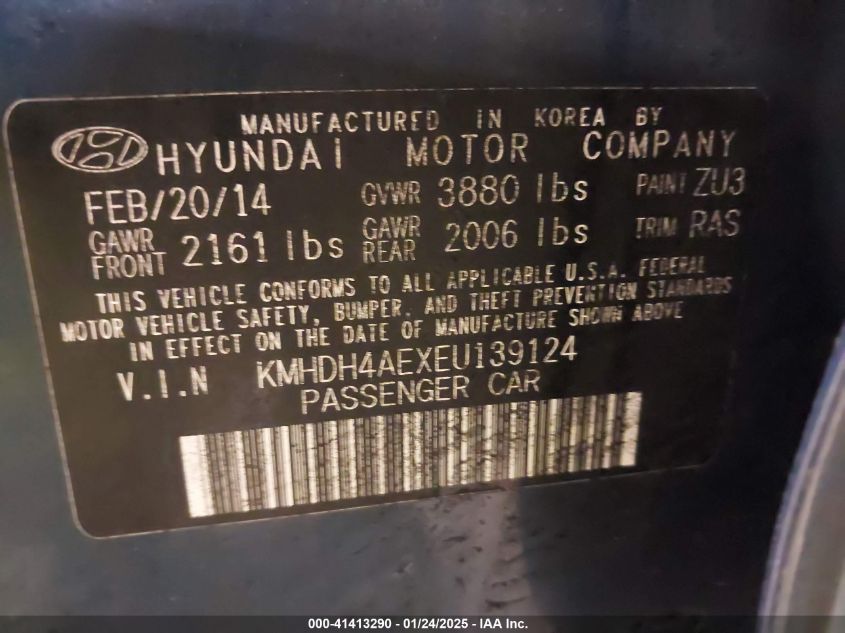 MANUFACTURED IN KOREA BY
HYUNDAI MOTOR COMPANY
FEB/20/14 GVWR 3880 lbs PAINT ZU3
GAWR FRONT 2161 lbs GAWR REAR 2006 lbs TRIM RAS
THIS VEHICLE CONFORMS TO ALL APPLICABLE U.S.A. FEDERAL
MOTOR VEHICLE SAFETY, BUMPER, AND THEFT PREVENTION STANDARDS
IN EFFECT ON THE DATE OF MANUFACTURE SHOWN ABOVE
V.I.N KMHDH4AEXEU139124
PASSENGER CAR
000-41413290 - 01/24/2025 - IAA Inc.